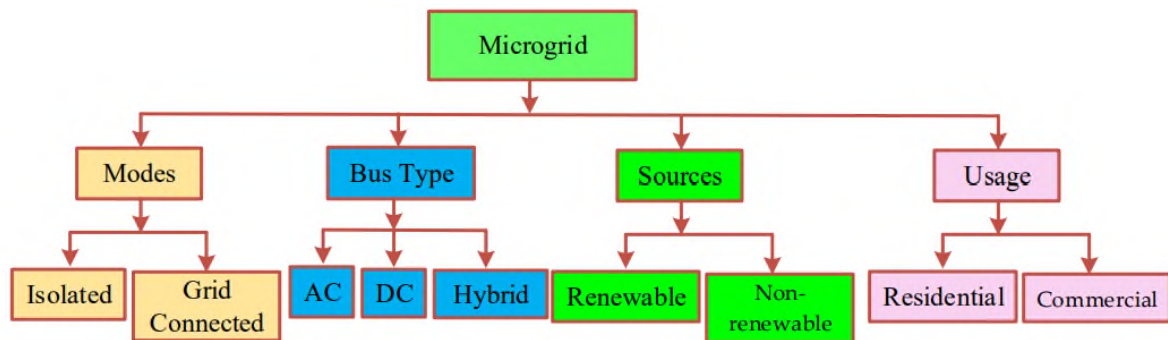 Microgrid
Modes
Bus Type
Sources
Usage
Isolated
Grid
Connected
AC
DC
Hybrid
Renewable
Non-
renewable
Residential
Commercial